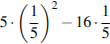 5 · (1/5)² − 16 · 1/5